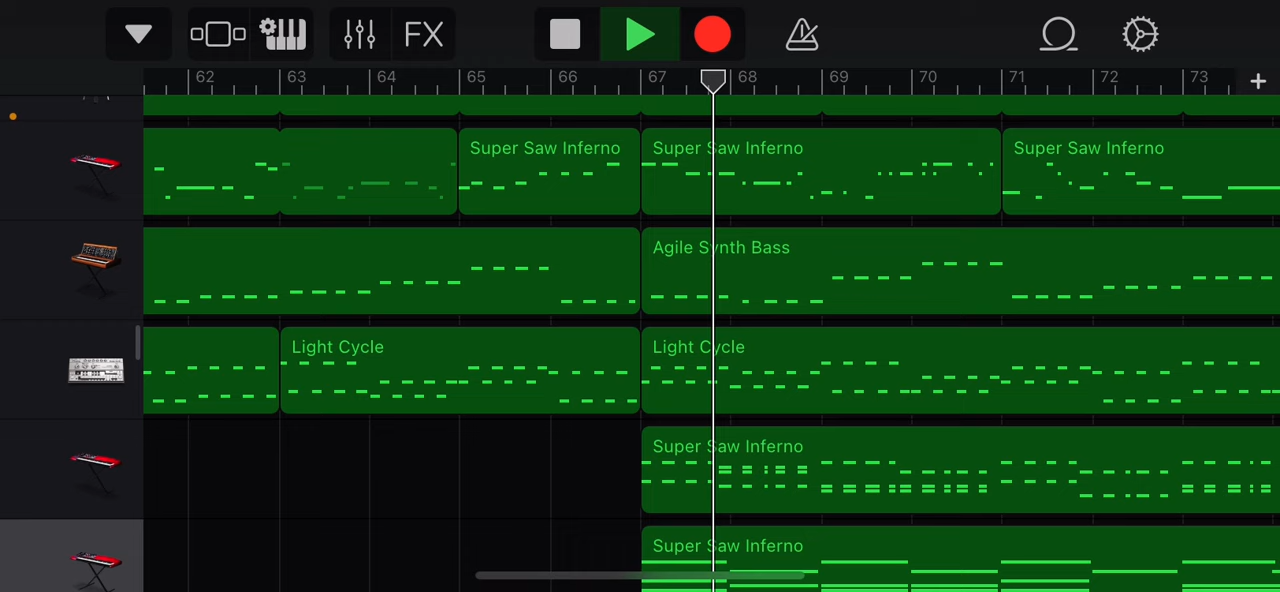 FX
62 63 64 65 66 67 68 69 70 71 72 73
Super Saw Inferno Super Saw Inferno Super Saw Inferno
Agile Synth Bass
Light Cycle Light Cycle
Super Saw Inferno
Super Saw Inferno